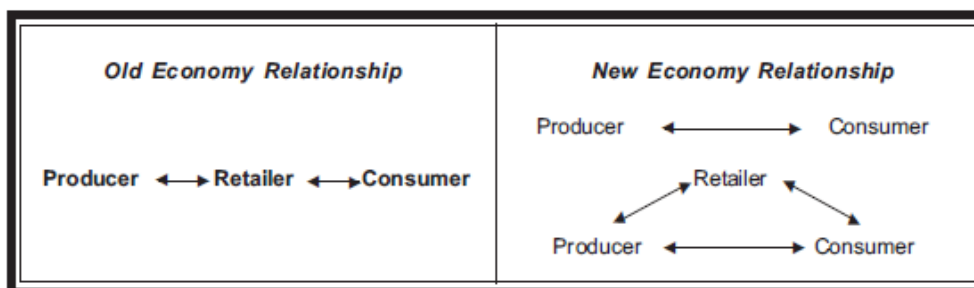 Old Economy Relationship
Producer Retailer Consumer
New Economy Relationship
Producer Consumer
Retailer
Producer Consumer